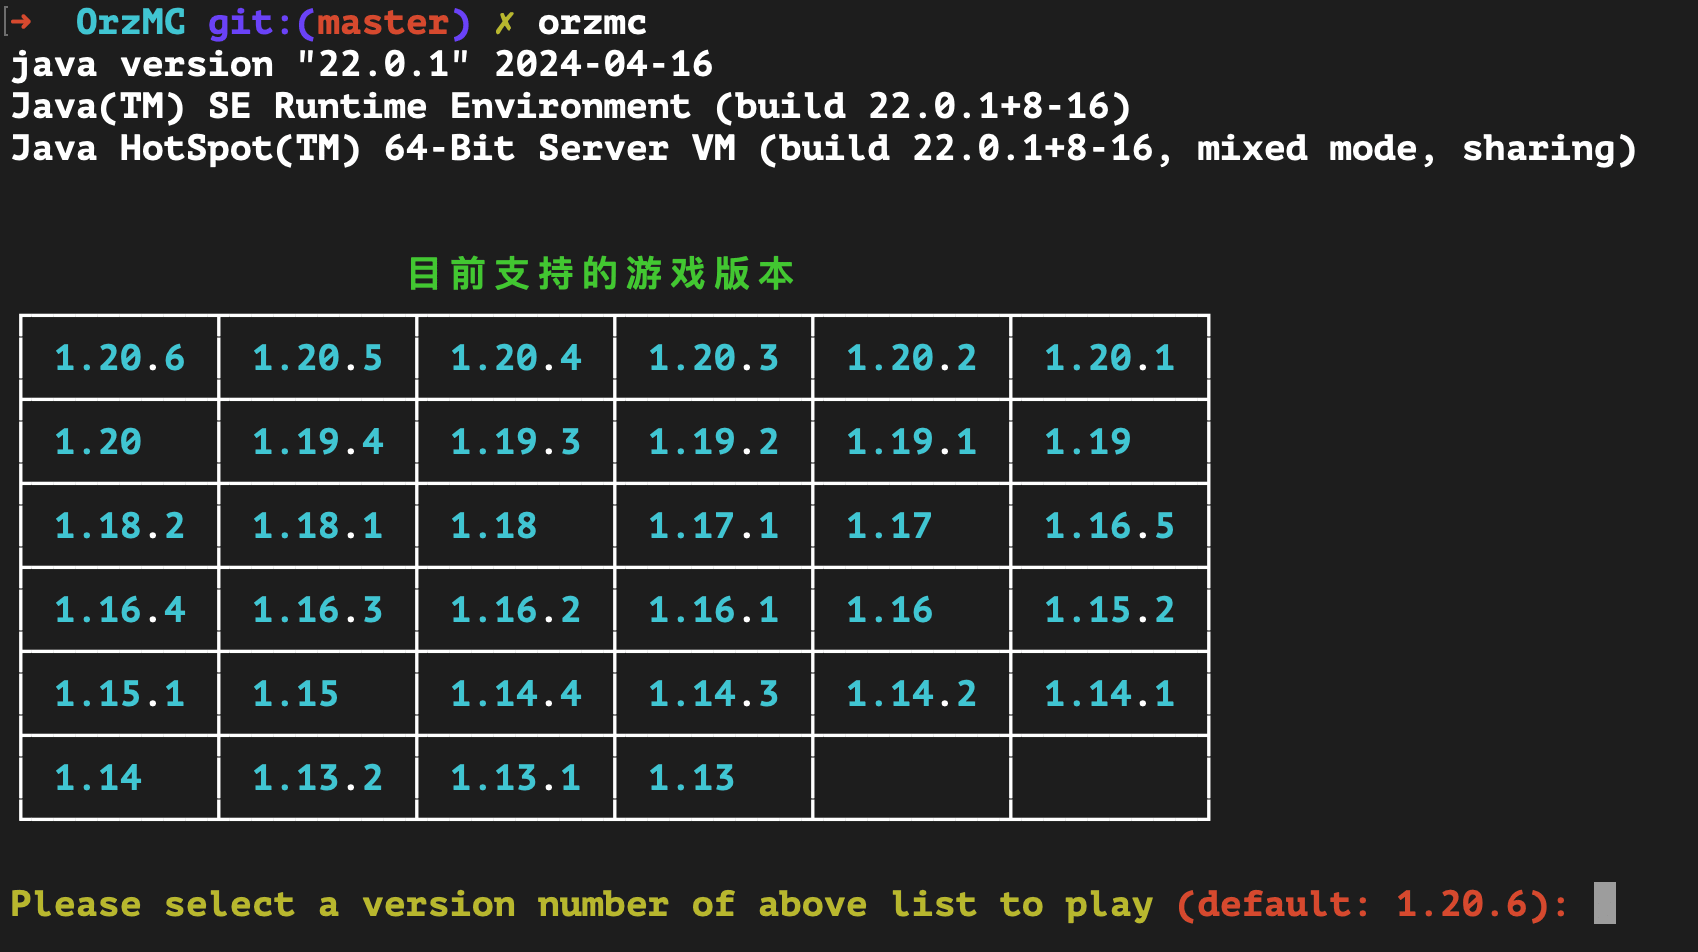 ➜  OrzMC git:(master) ✗ orzmc
java version "22.0.1" 2024-04-16
Java(TM) SE Runtime Environment (build 22.0.1+8-16)
Java HotSpot(TM) 64-Bit Server VM (build 22.0.1+8-16, mixed mode, sharing)
目前支持的游戏版本
1.20.6 1.20.5 1.20.4 1.20.3 1.20.2 1.20.1
1.20 1.19.4 1.19.3 1.19.2 1.19.1 1.19
1.18.2 1.18.1 1.18 1.17.1 1.17 1.16.5
1.16.4 1.16.3 1.16.2 1.16.1 1.16 1.15.2
1.15.1 1.15 1.14.4 1.14.3 1.14.2 1.14.1
1.14 1.13.2 1.13.1 1.13
Please select a version number of above list to play (default: 1.20.6):